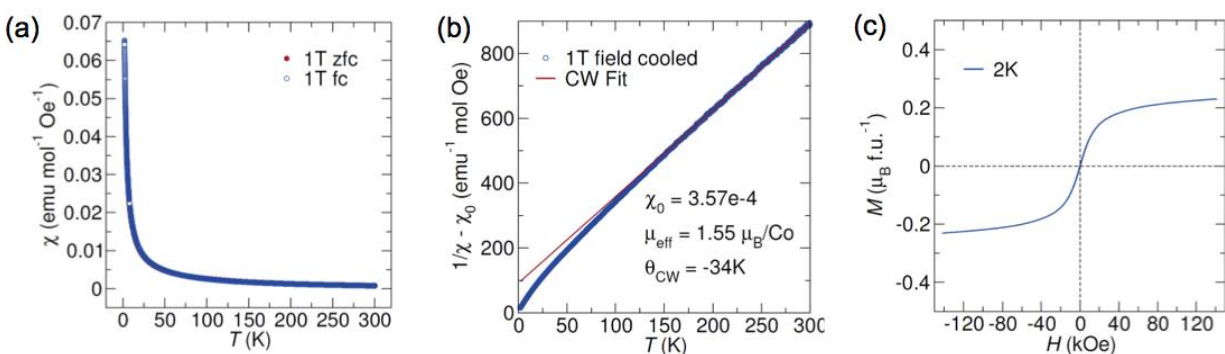 (a)
0.07
0.06
0.05
0.04
0.03
0.02
0.01
0
χ (emu mol⁻¹ Oe⁻¹)
1T zfc
1T fc
0 50 100 150 200 250 300
T (K)
(b)
800
600
400
200
0
1/χ - χ₀ (emu⁻¹ mol Oe)
1T field cooled
CW Fit
χ₀ = 3.57e-4
μeff = 1.55 μB/Co
θCW = -34K
0 50 100 150 200 250 300
T (K)
(c)
0.4
0.2
0
-0.2
-0.4
M (μB f.u.⁻¹)
2K
-120 -80 -40 0 40 80 120
H (kOe)